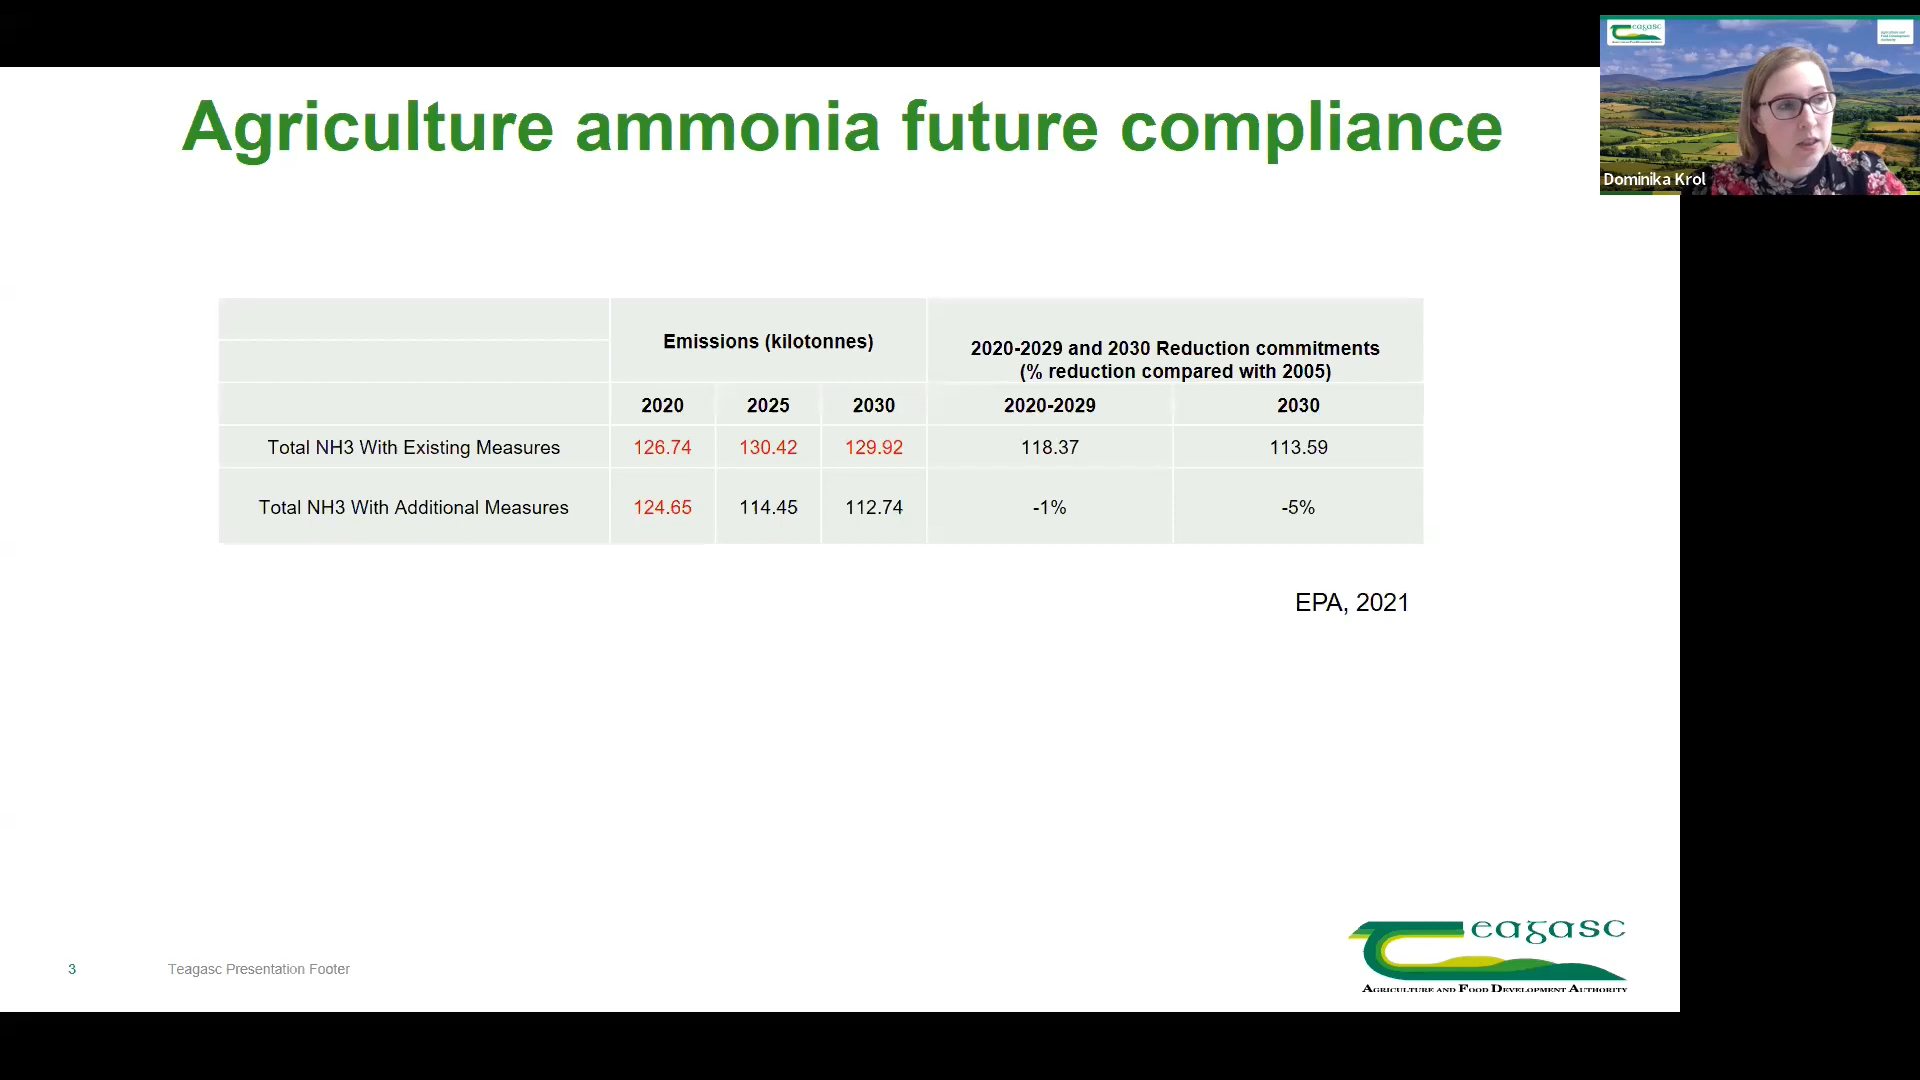 Agriculture ammonia future compliance
Emissions (kilotonnes)
2020-2029 and 2030 Reduction commitments
(% reduction compared with 2005)
2020 2025 2030 2020-2029 2030
Total NH3 With Existing Measures 126.74 130.42 129.92 118.37 113.59
Total NH3 With Additional Measures 124.65 114.45 112.74 -1% -5%
EPA, 2021
3 Teagasc Presentation Footer
eagasc
AGRICULTURE AND FOOD DEVELOPMENT AUTHORITY
eagasc
Dominika Krol